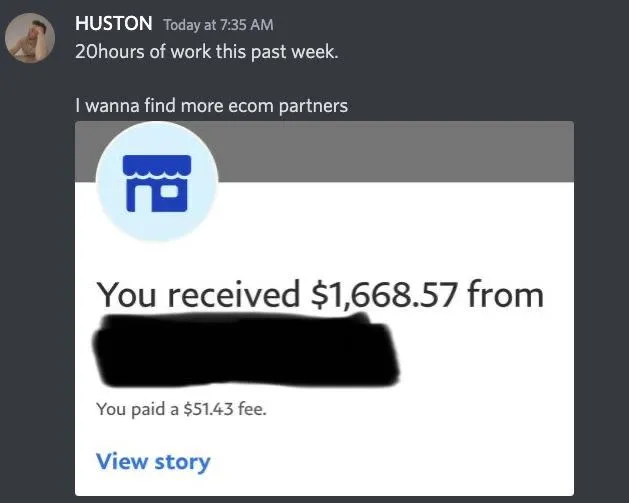 HUSTON Today at 7:35 AM
20hours of work this past week.
I wanna find more ecom partners
You received $1,668.57 from
You paid a $51.43 fee.
View story